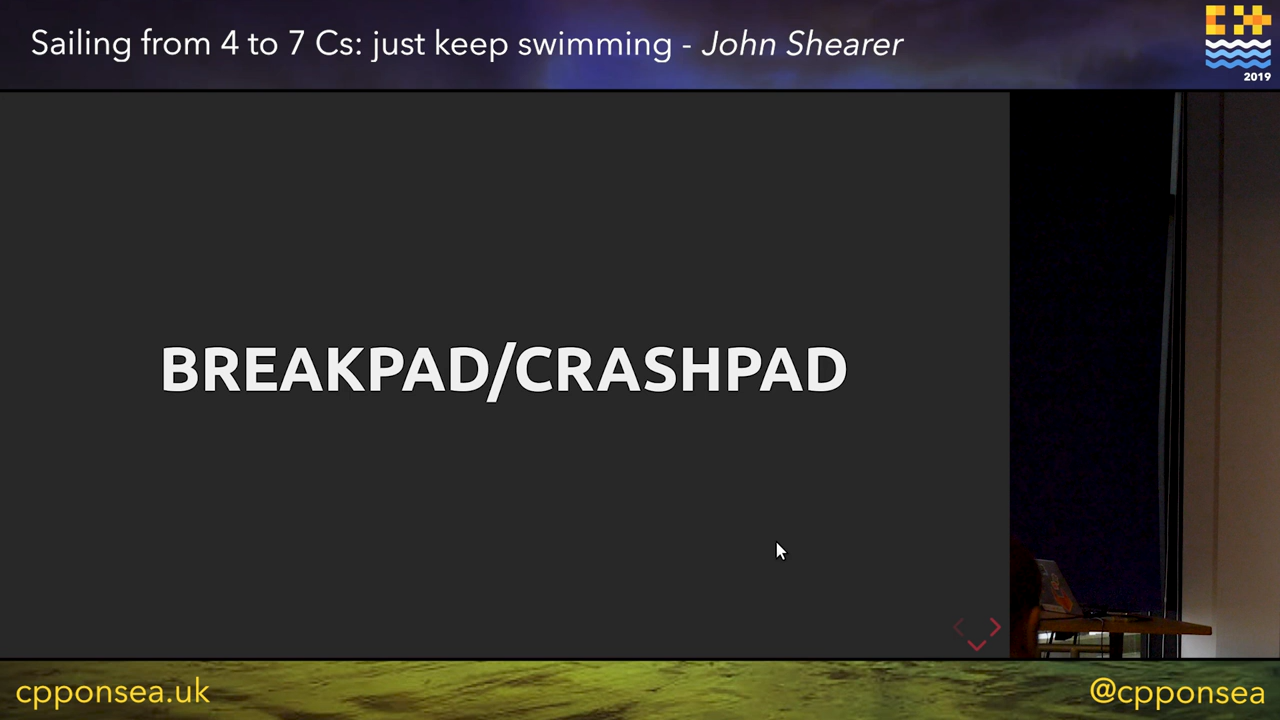 Sailing from 4 to 7 Cs: just keep swimming - John Shearer
2019
BREAKPAD/CRASHPAD
cpponsea.uk
@cpponsea